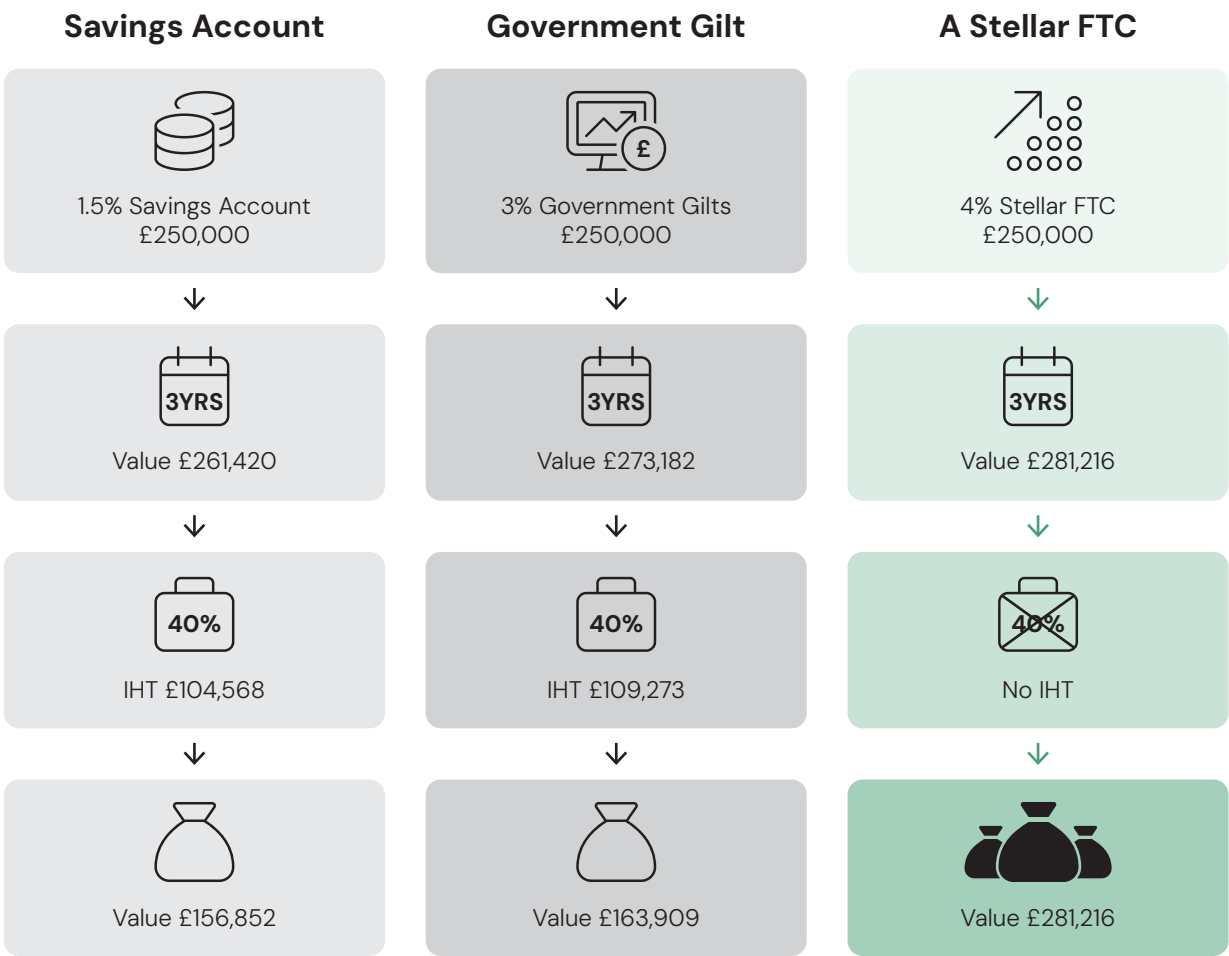 Savings Account
1.5% Savings Account
£250,000
3YRS
Value £261,420
40%
IHT £104,568
Value £156,852
Government Gilt
£
3% Government Gilts
£250,000
3YRS
Value £273,182
40%
IHT £109,273
Value £163,909
A Stellar FTC
4% Stellar FTC
£250,000
3YRS
Value £281,216
40%
No IHT
Value £281,216